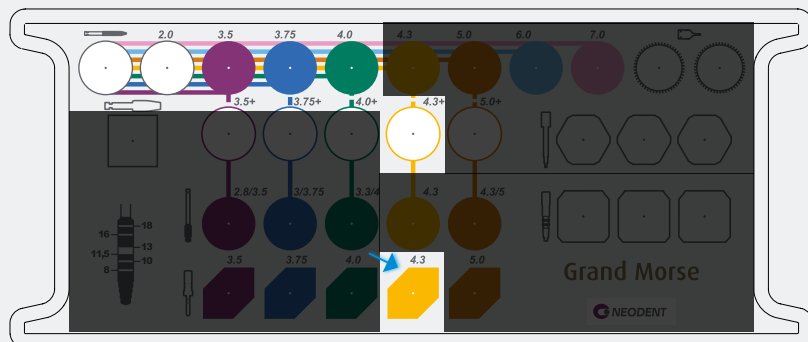 2.0 3.5 3.75 4.0 4.3 5.0 6.0 7.0
3.5+ 3.75+ 4.0+ 4.3+ 5.0+
2.8/3.5 3/3.75 3.3/4 4.3 4.3/5
18
16
13
11,5
10
8
3.5 3.75 4.0 4.3 5.0
Grand Morse
NEODENT